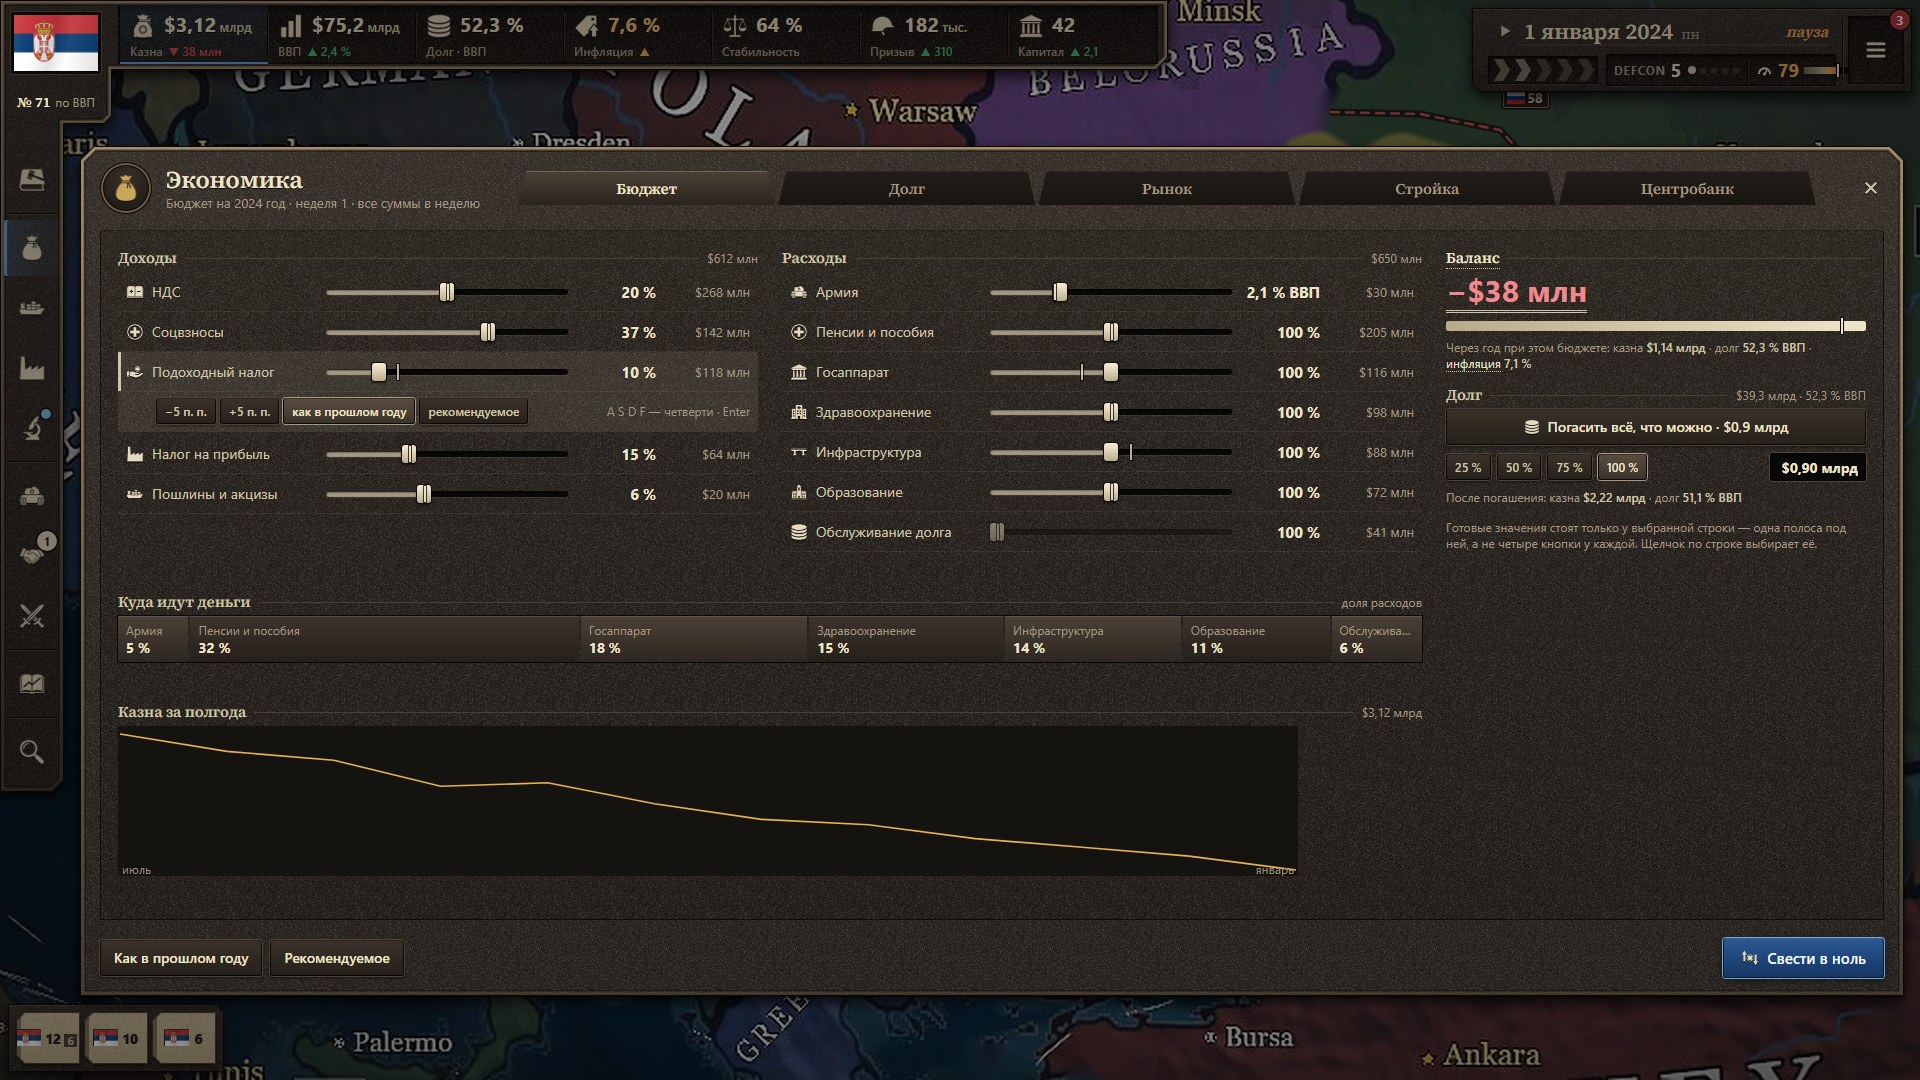 $3,12 млрд
Казна ▼ 38 млн
$75,2 млрд
ВВП ▲ 2,4 %
52,3 %
Долг · ВВП
7,6 %
Инфляция ▲
64 %
Стабильность
182 тыс.
Призыв ▲ 310
42
Капитал ▲ 2,1
1 января 2024 пн
пауза
3
DEFCON 5
79
№ 71 по ВВП
58
Minsk
BELORUSSIA
Warsaw
Dresden
Экономика
Бюджет на 2024 год · неделя 1 · все суммы в неделю
Бюджет
Долг
Рынок
Стройка
Центробанк
Доходы
$612 млн
НДС 20 % $268 млн
Соцвзносы 37 % $142 млн
Подоходный налог 10 % $118 млн
−5 п. п.
+5 п. п.
как в прошлом году
рекомендуемое
A S D F — четверти · Enter
Налог на прибыль 15 % $64 млн
Пошлины и акцизы 6 % $20 млн
Расходы
$650 млн
Армия 2,1 % ВВП $30 млн
Пенсии и пособия 100 % $205 млн
Госаппарат 100 % $116 млн
Здравоохранение 100 % $98 млн
Инфраструктура 100 % $88 млн
Образование 100 % $72 млн
Обслуживание долга 100 % $41 млн
Баланс
−$38 млн
Через год при этом бюджете: казна $1,14 млрд · долг 52,3 % ВВП ·
инфляция 7,1 %
Долг
$39,3 млрд · 52,3 % ВВП
Погасить всё, что можно · $0,9 млрд
25 %
50 %
75 %
100 %
$0,90 млрд
После погашения: казна $2,22 млрд · долг 51,1 % ВВП
Готовые значения стоят только у выбранной строки — одна полоса под
ней, а не четыре кнопки у каждой. Щелчок по строке выбирает её.
1
Куда идут деньги
доля расходов
Армия
5 %
Пенсии и пособия
32 %
Госаппарат
18 %
Здравоохранение
15 %
Инфраструктура
14 %
Образование
11 %
Обслужива...
6 %
Казна за полгода
$3,12 млрд
июль
январь
Как в прошлом году
Рекомендуемое
Свести в ноль
12 6
10
6
Palermo
Bursa
Ankara